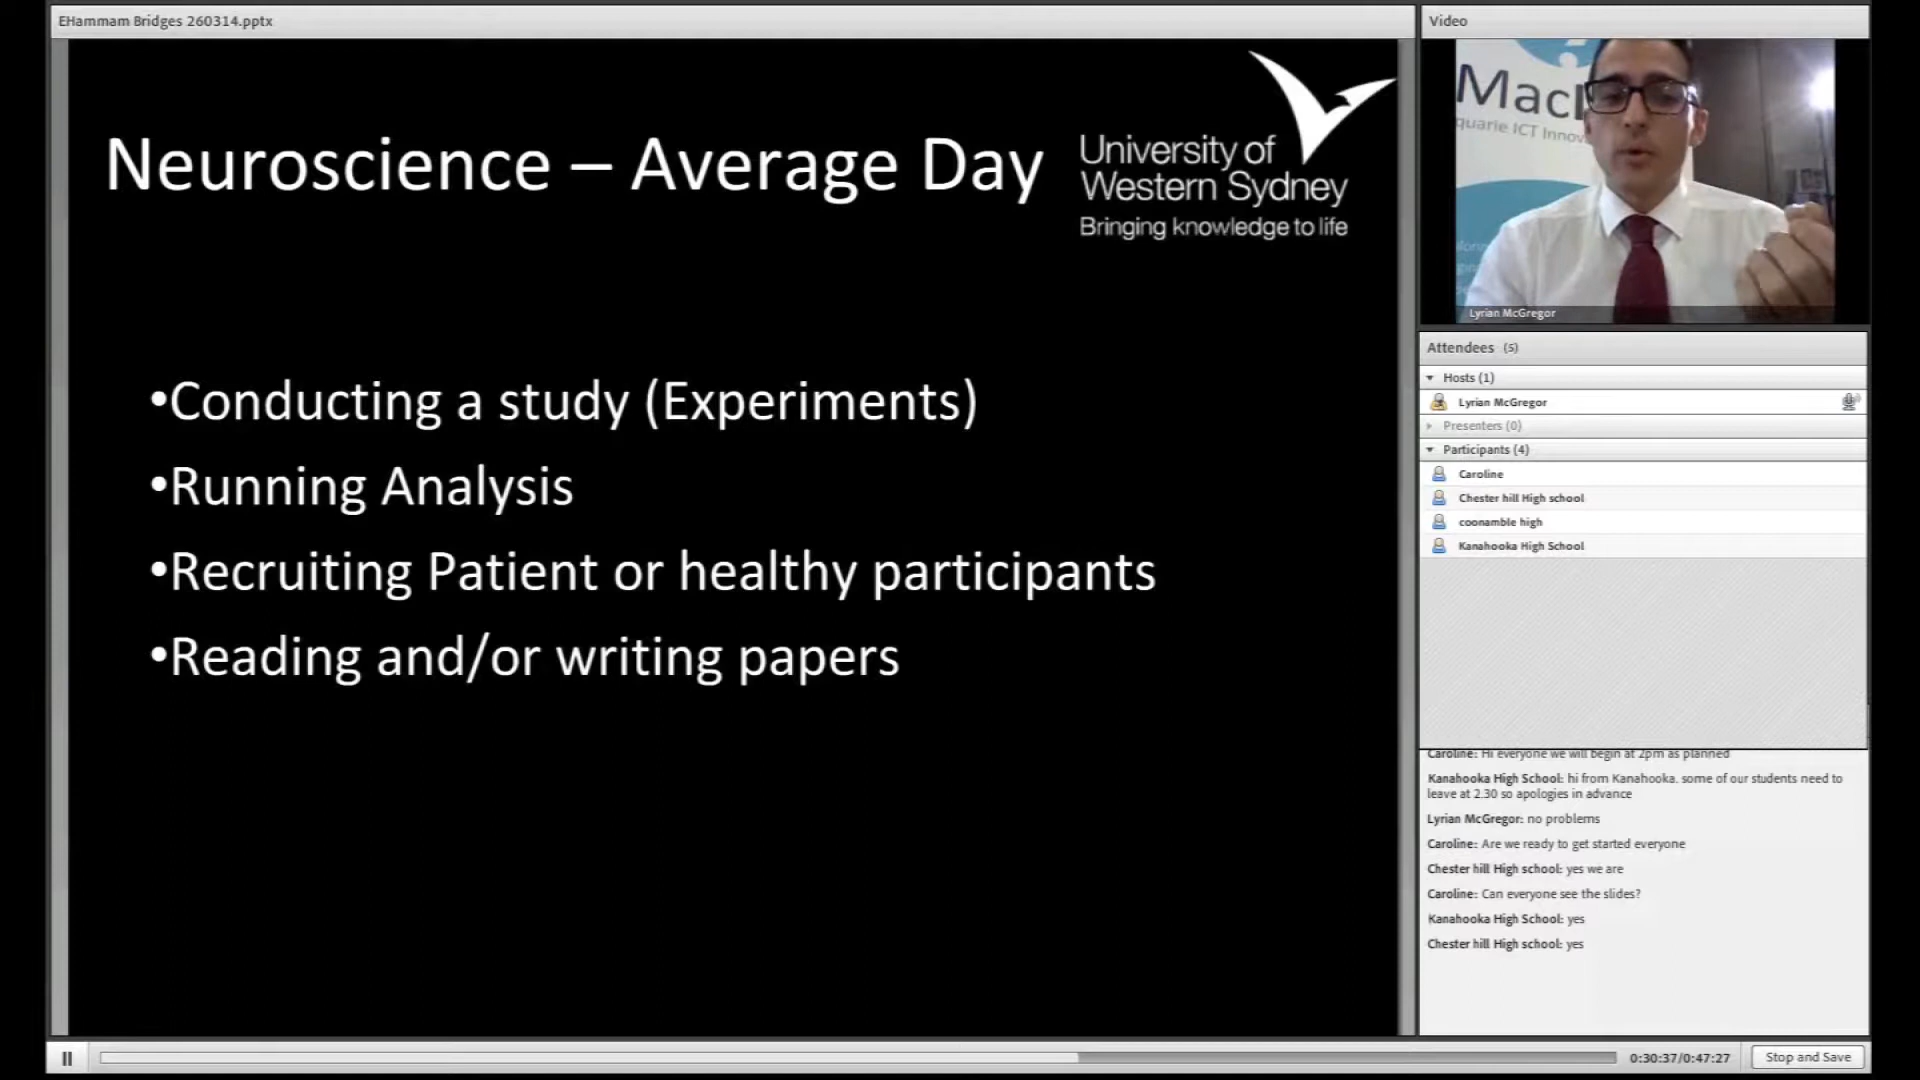 EHammam Bridges 260314.pptx
Neuroscience – Average Day
University of
Western Sydney
Bringing knowledge to life
•Conducting a study (Experiments)
•Running Analysis
•Recruiting Patient or healthy participants
•Reading and/or writing papers
Video
Mac
quarie ICT Innov
Lyrian McGregor
Attendees (5)
Hosts (1)
Lyrian McGregor
Presenters (0)
Participants (4)
Caroline
Chester hill High school
coonamble high
Kanahooka High School
Caroline: Hi everyone we will begin at 2pm as planned
Kanahooka High School: hi from Kanahooka. some of our students need to
leave at 2.30 so apologies in advance
Lyrian McGregor: no problems
Caroline: Are we ready to get started everyone
Chester hill High school: yes we are
Caroline: Can everyone see the slides?
Kanahooka High School: yes
Chester hill High school: yes
0:30:37/0:47:27
Stop and Save